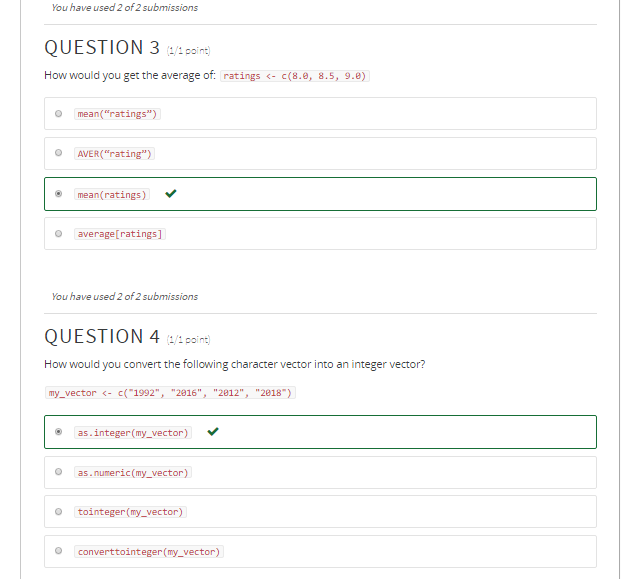 You have used 2 of 2 submissions
QUESTION 3 (1/1 point)
How would you get the average of: ratings <- c(8.0, 8.5, 9.0)
mean(“ratings”)
AVER(“rating”)
mean(ratings)
average[ratings]
You have used 2 of 2 submissions
QUESTION 4 (1/1 point)
How would you convert the following character vector into an integer vector?
my_vector <- c("1992", "2016", "2012", "2018")
as.integer(my_vector)
as.numeric(my_vector)
tointeger(my_vector)
converttointeger(my_vector)